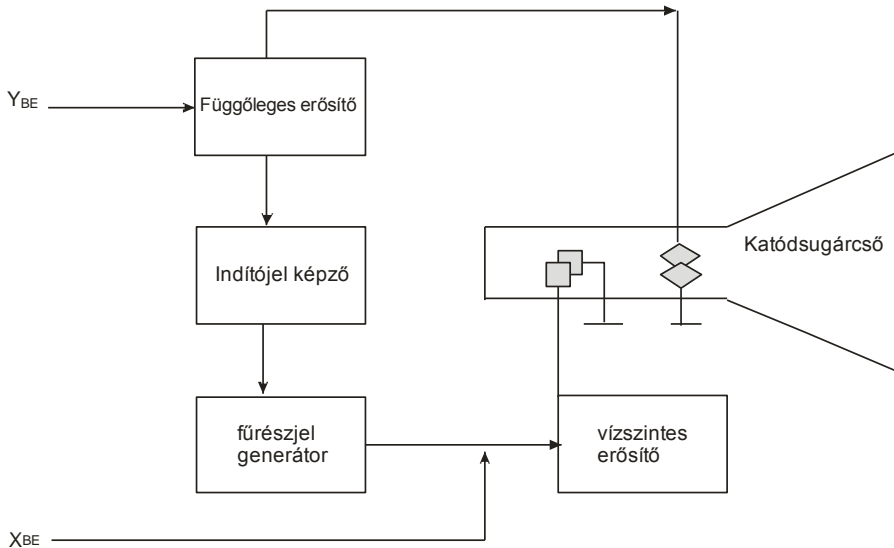 YBE
Függőleges erősítő
Indítójel képző
Katódsugárcső
fűrészjel
generátor
vízszintes
erősítő
XBE